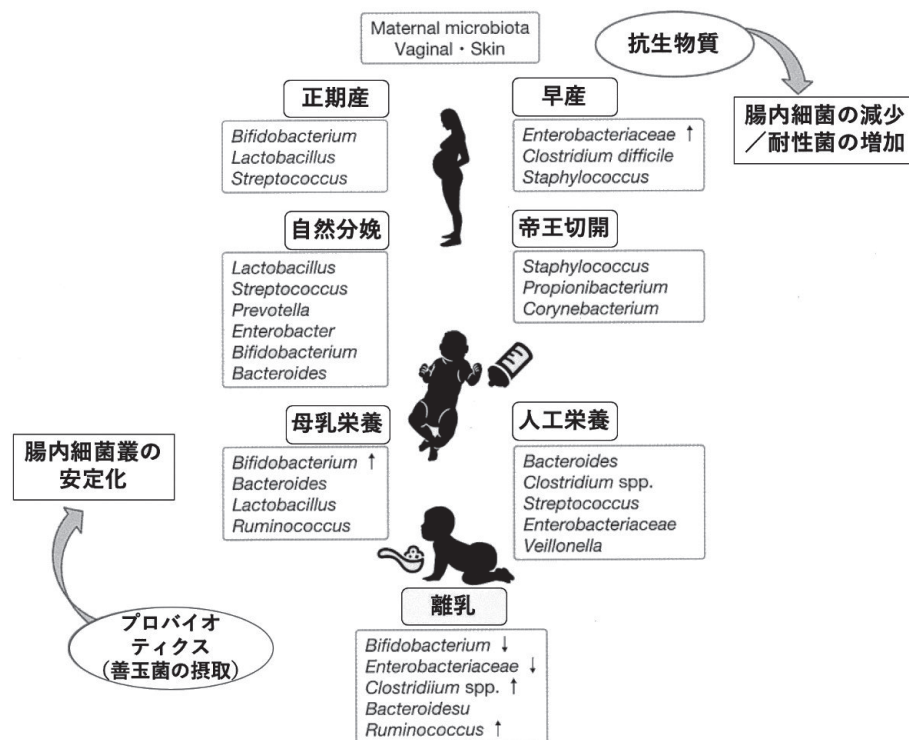 Maternal microbiota
Vaginal・Skin
抗生物質
腸内細菌の減少
／耐性菌の増加
正期産
Bifidobacterium
Lactobacillus
Streptococcus
早産
Enterobacteriaceae ↑
Clostridium difficile
Staphylococcus
自然分娩
Lactobacillus
Streptococcus
Prevotella
Enterobacter
Bifidobacterium
Bacteroides
帝王切開
Staphylococcus
Propionibacterium
Corynebacterium
母乳栄養
Bifidobacterium ↑
Bacteroides
Lactobacillus
Ruminococcus
人工栄養
Bacteroides
Clostridium spp.
Streptococcus
Enterobacteriaceae
Veillonella
腸内細菌叢の
安定化
プロバイオ
ティクス
(善玉菌の摂取)
離乳
Bifidobacterium ↓
Enterobacteriaceae ↓
Clostridiium spp. ↑
Bacteroidesu
Ruminococcus ↑